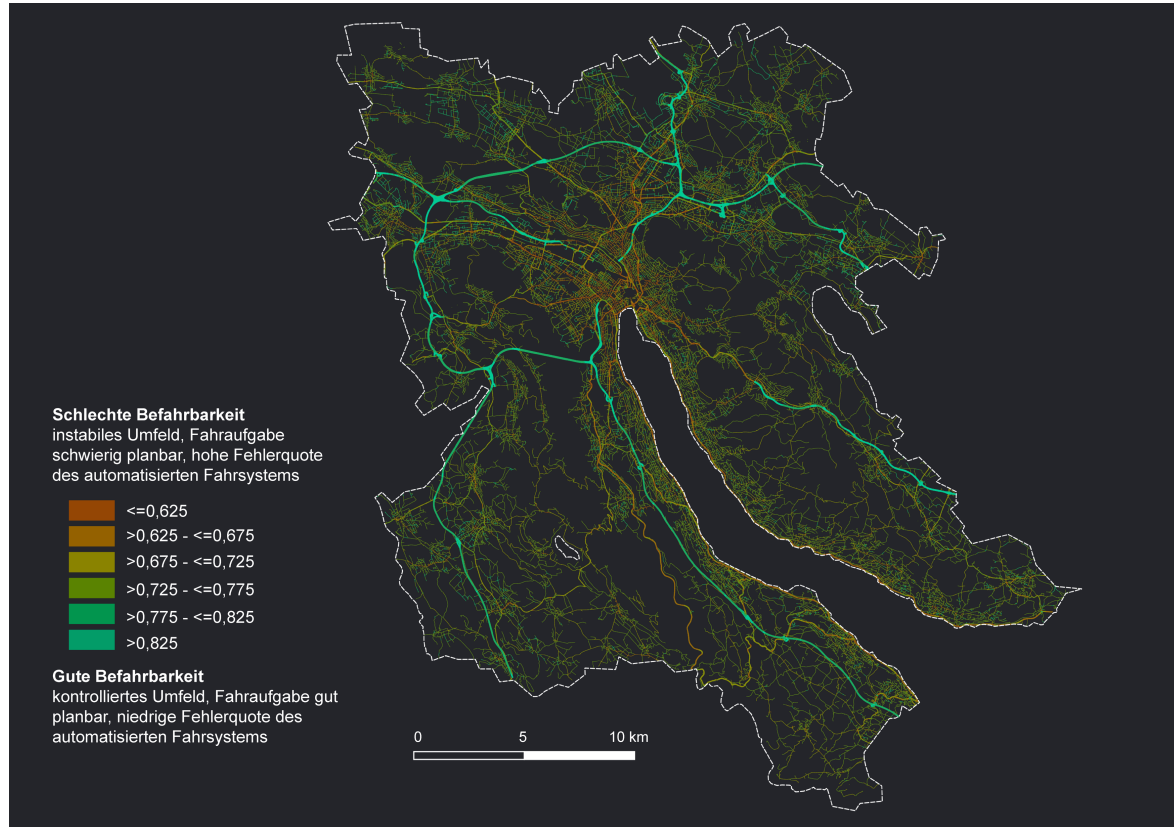 Schlechte Befahrbarkeit
instabiles Umfeld, Fahraufgabe
schwierig planbar, hohe Fehlerquote
des automatisierten Fahrsystems
<=0,625
>0,625 - <=0,675
>0,675 - <=0,725
>0,725 - <=0,775
>0,775 - <=0,825
>0,825
Gute Befahrbarkeit
kontrolliertes Umfeld, Fahraufgabe gut
planbar, niedrige Fehlerquote des
automatisierten Fahrsystems
0 5 10 km